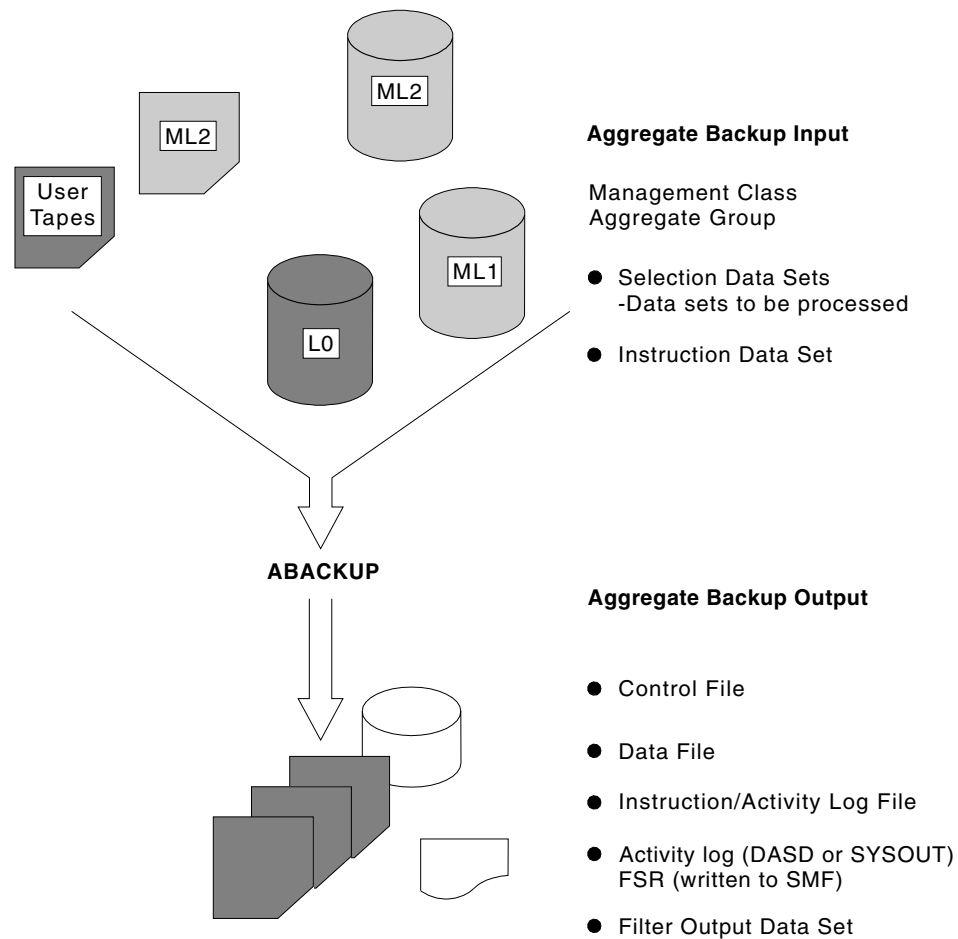 ML2
ML2
User
Tapes
ML1
L0
Aggregate Backup Input
Management Class
Aggregate Group
● Selection Data Sets
-Data sets to be processed
● Instruction Data Set
ABACKUP
Aggregate Backup Output
● Control File
● Data File
● Instruction/Activity Log File
● Activity log (DASD or SYSOUT)
FSR (written to SMF)
● Filter Output Data Set